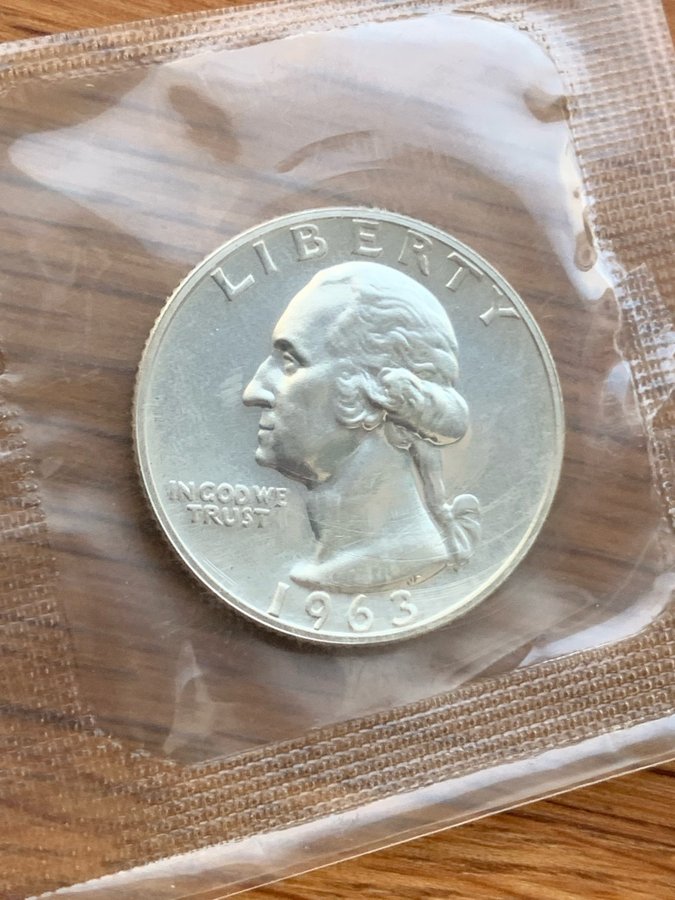 LIBERTY
IN GOD WE
TRUST
1963